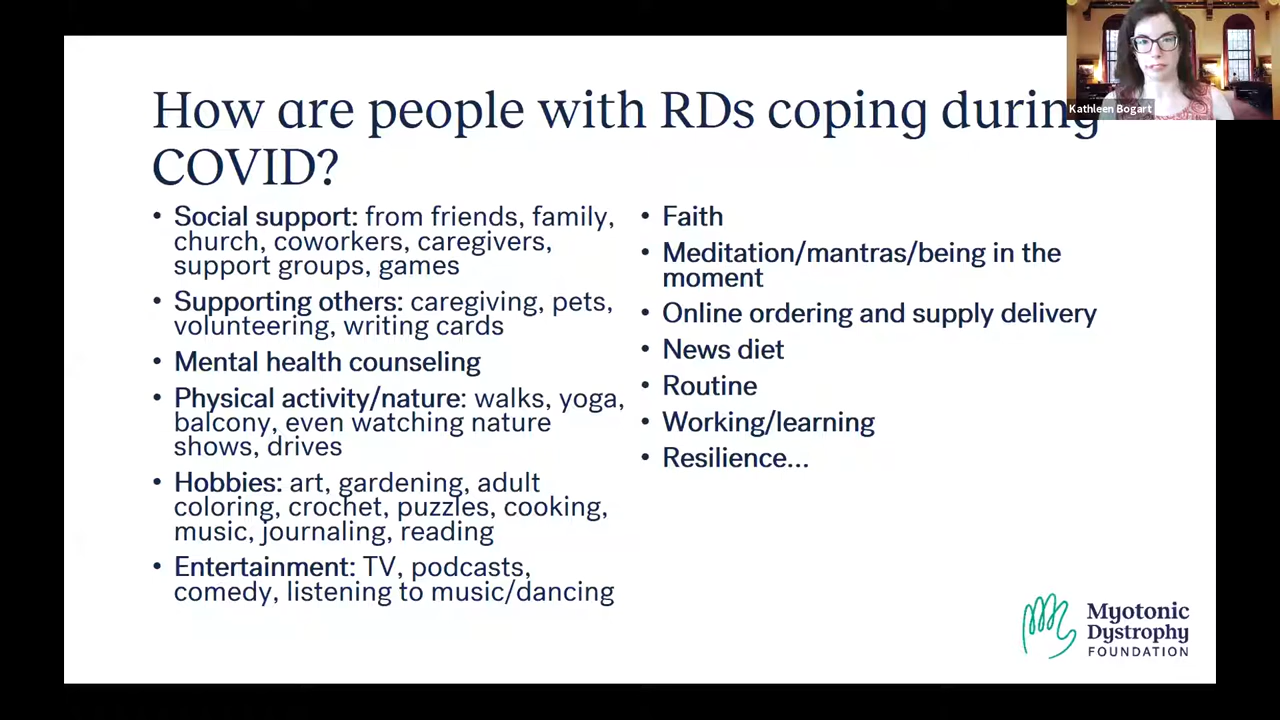 How are people with RDs coping during
COVID?
Kathleen Bogart
• Social support: from friends, family,
church, coworkers, caregivers,
support groups, games
• Supporting others: caregiving, pets,
volunteering, writing cards
• Mental health counseling
• Physical activity/nature: walks, yoga,
balcony, even watching nature
shows, drives
• Hobbies: art, gardening, adult
coloring, crochet, puzzles, cooking,
music, journaling, reading
• Entertainment: TV, podcasts,
comedy, listening to music/dancing
• Faith
• Meditation/mantras/being in the
moment
• Online ordering and supply delivery
• News diet
• Routine
• Working/learning
• Resilience...
Myotonic
Dystrophy
FOUNDATION